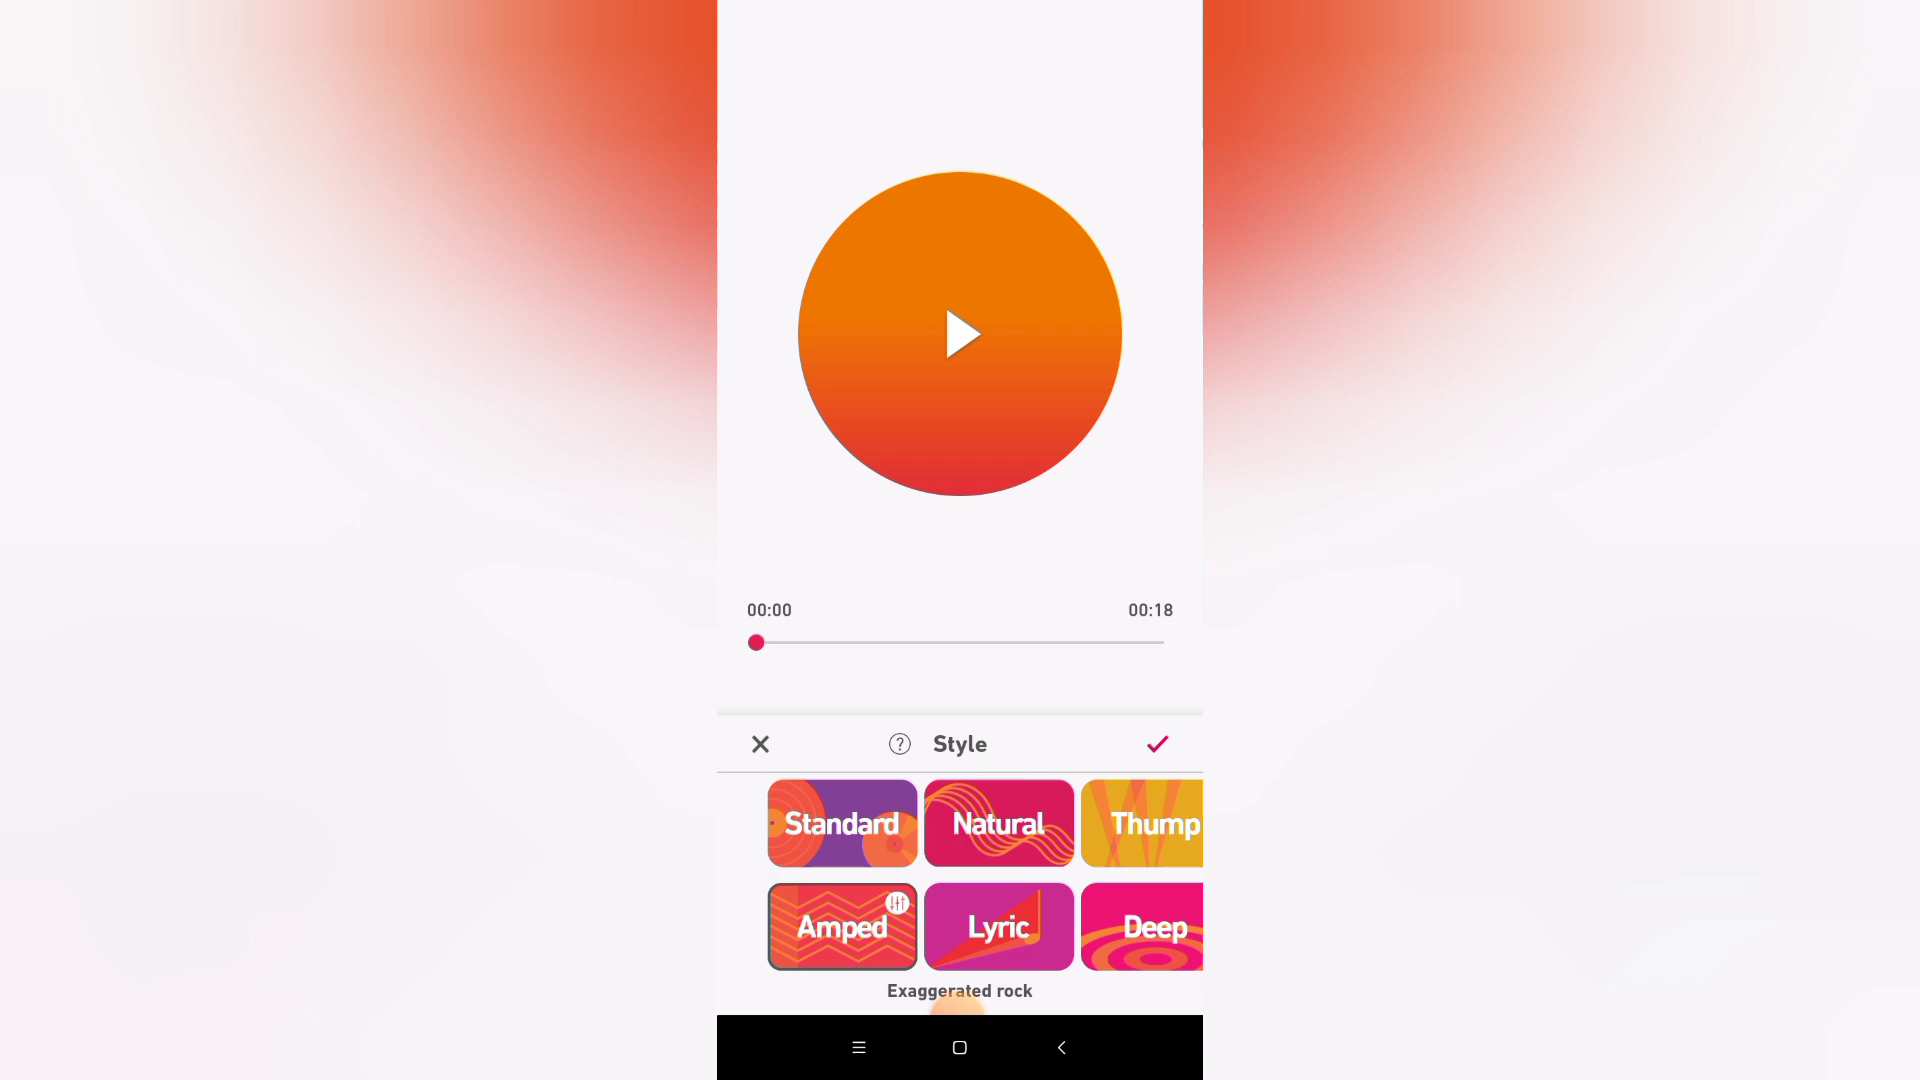 00:00 00:18
Style
Standard Natural Thump
Amped Lyric Deep
Exaggerated rock